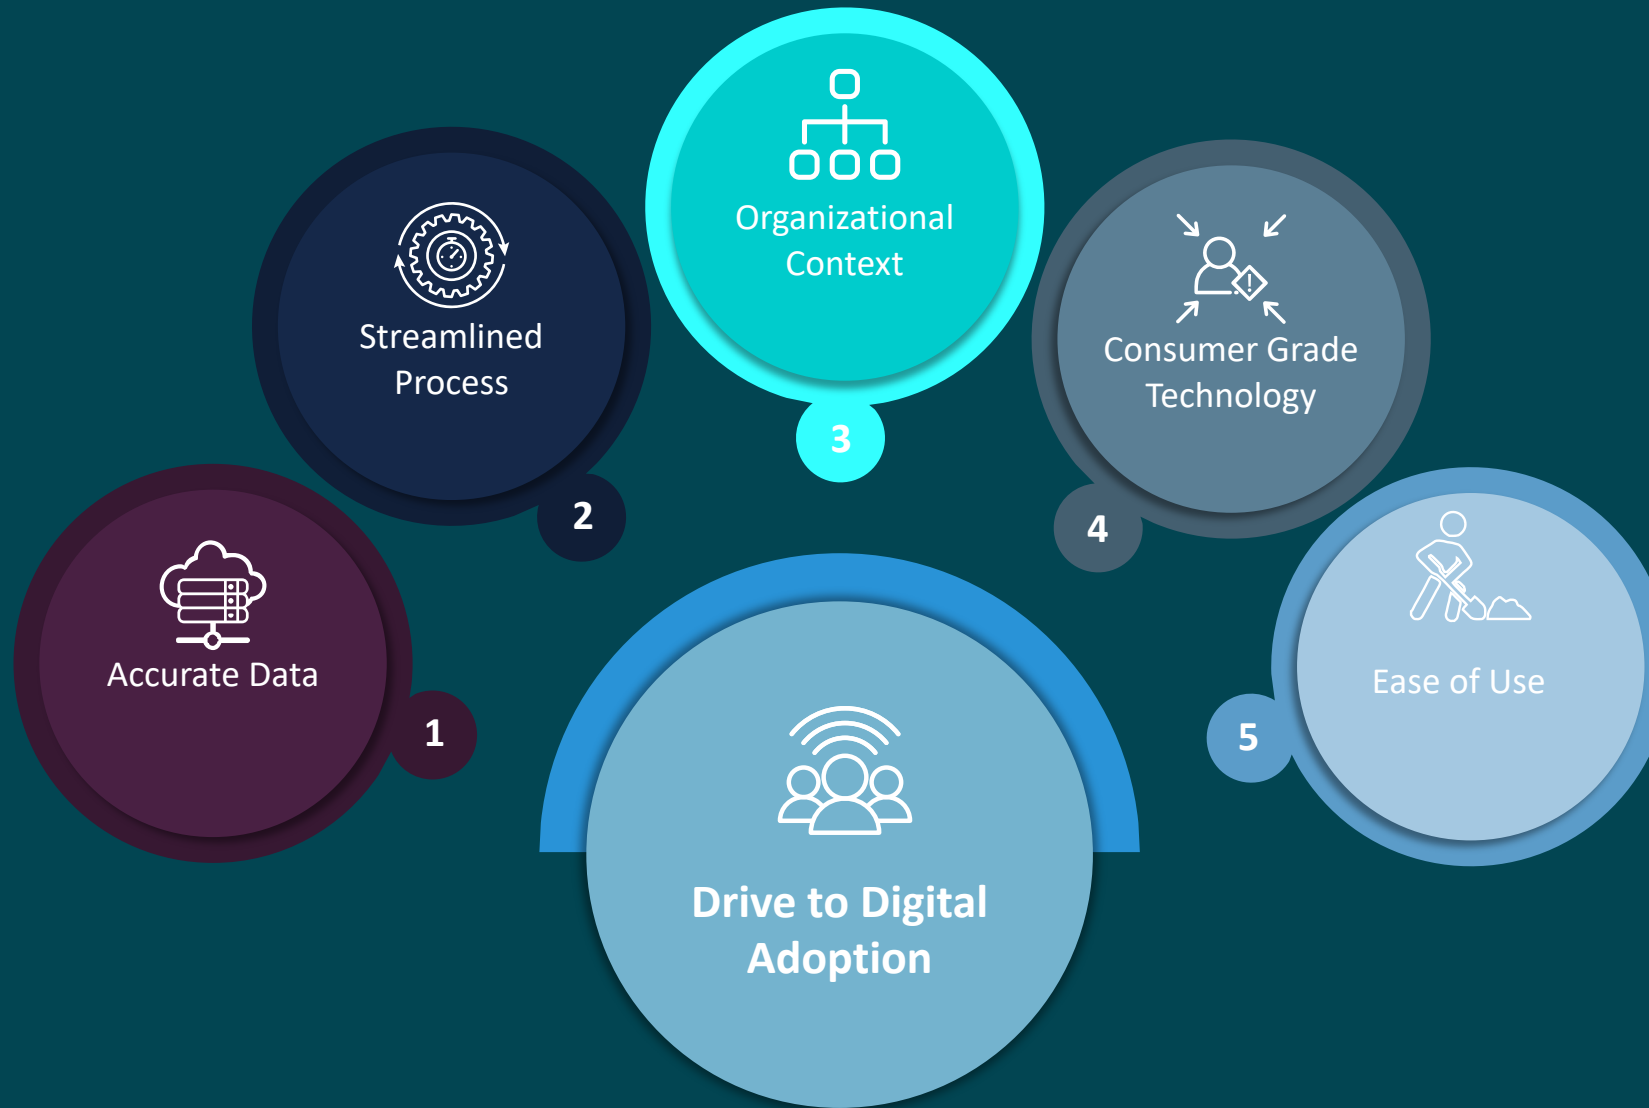 Accurate Data
1
Streamlined
Process
2
Organizational
Context
3
Consumer Grade
Technology
4
Ease of Use
5
Drive to Digital
Adoption